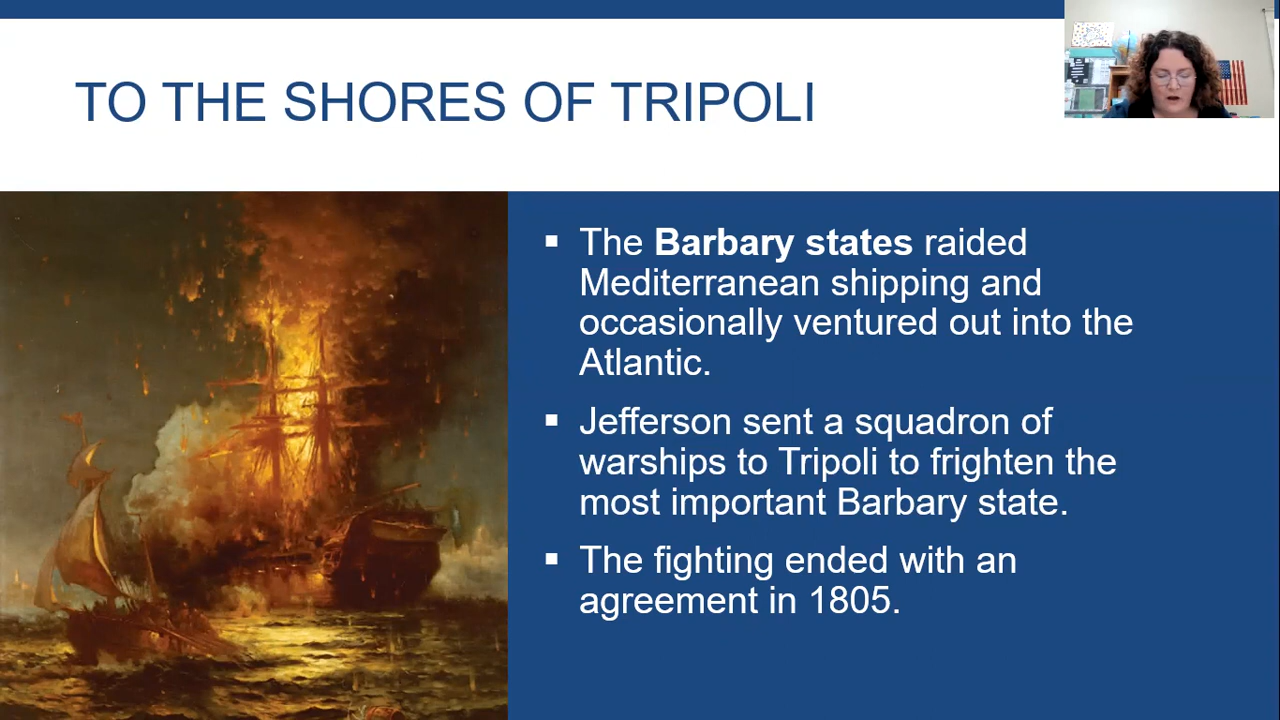 TO THE SHORES OF TRIPOLI
▪ The Barbary states raided
Mediterranean shipping and
occasionally ventured out into the
Atlantic.
▪ Jefferson sent a squadron of
warships to Tripoli to frighten the
most important Barbary state.
▪ The fighting ended with an
agreement in 1805.